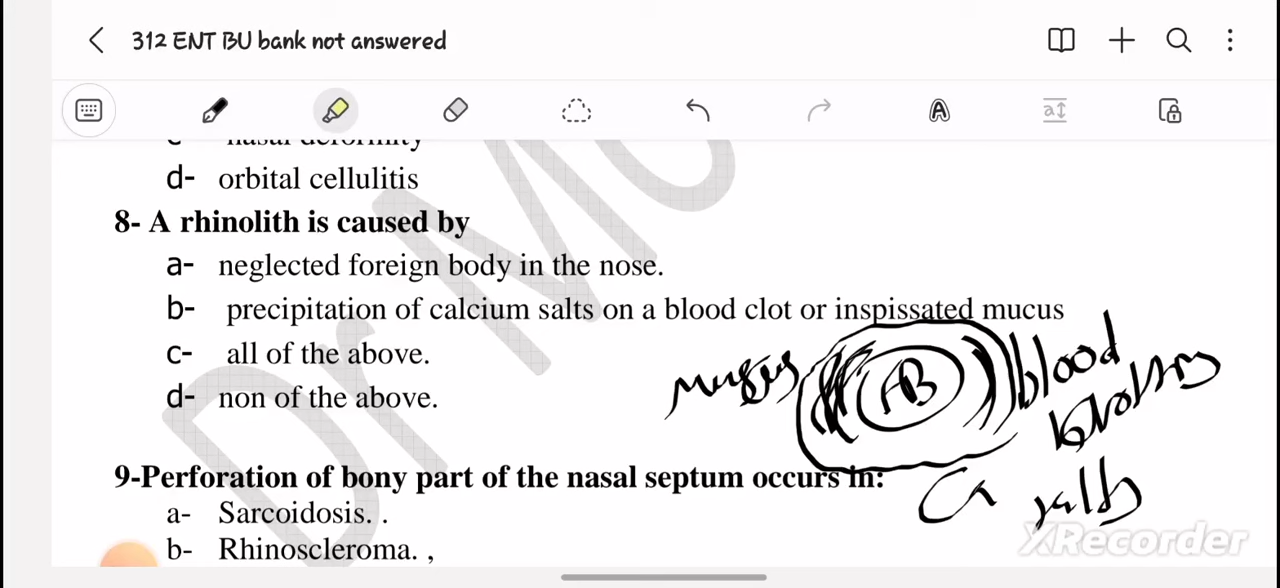 312 ENT BU bank not answered
d- orbital cellulitis
8- A rhinolith is caused by
a- neglected foreign body in the nose.
b- precipitation of calcium salts on a blood clot or inspissated mucus
c- all of the above.
d- non of the above.
blood
Ca salts
9-Perforation of bony part of the nasal septum occurs in:
a- Sarcoidosis. .
b- Rhinoscleroma. ,
XRecorder